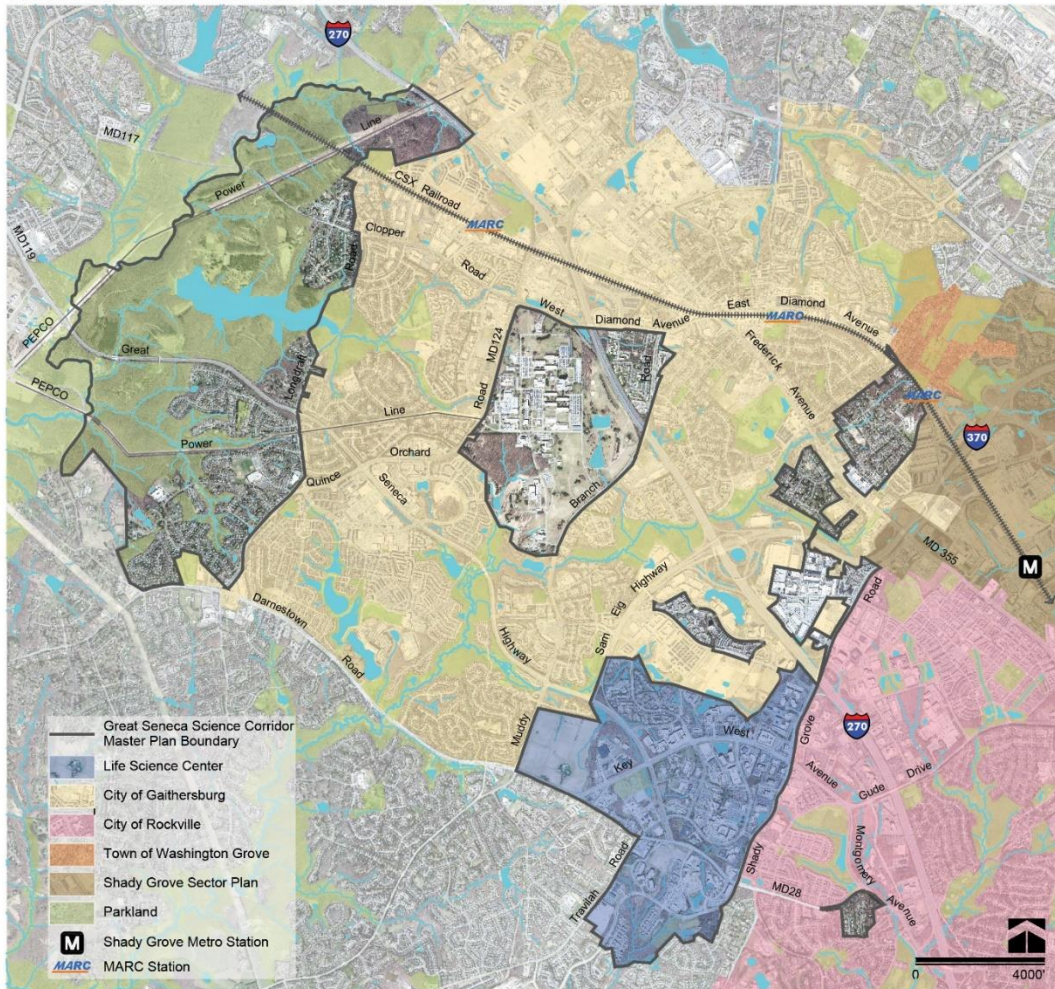 270
MD117
Line
Power
CSX Railroad
MARC
Clopper
Road
Road
MD119
PEPCO
Great
PEPCO
Longdraft
Power
Line
West
Diamond
Avenue
MD124
Road
Road
East
Diamond
Avenue
MARC
Frederick
Avenue
MARC
370
Orchard
Quince
Seneca
Branch
MD 355
M
Highway
Eig
Sam
Road
Darnestown
Road
Highway
Muddy
West
Key
Grove
270
Avenue
Gude
Drive
Montgomery
Road
Travilah
Shady
MD28
Avenue
Great Seneca Science Corridor
Master Plan Boundary
Life Science Center
City of Gaithersburg
City of Rockville
Town of Washington Grove
Shady Grove Sector Plan
Parkland
M Shady Grove Metro Station
MARC MARC Station
0 4000'